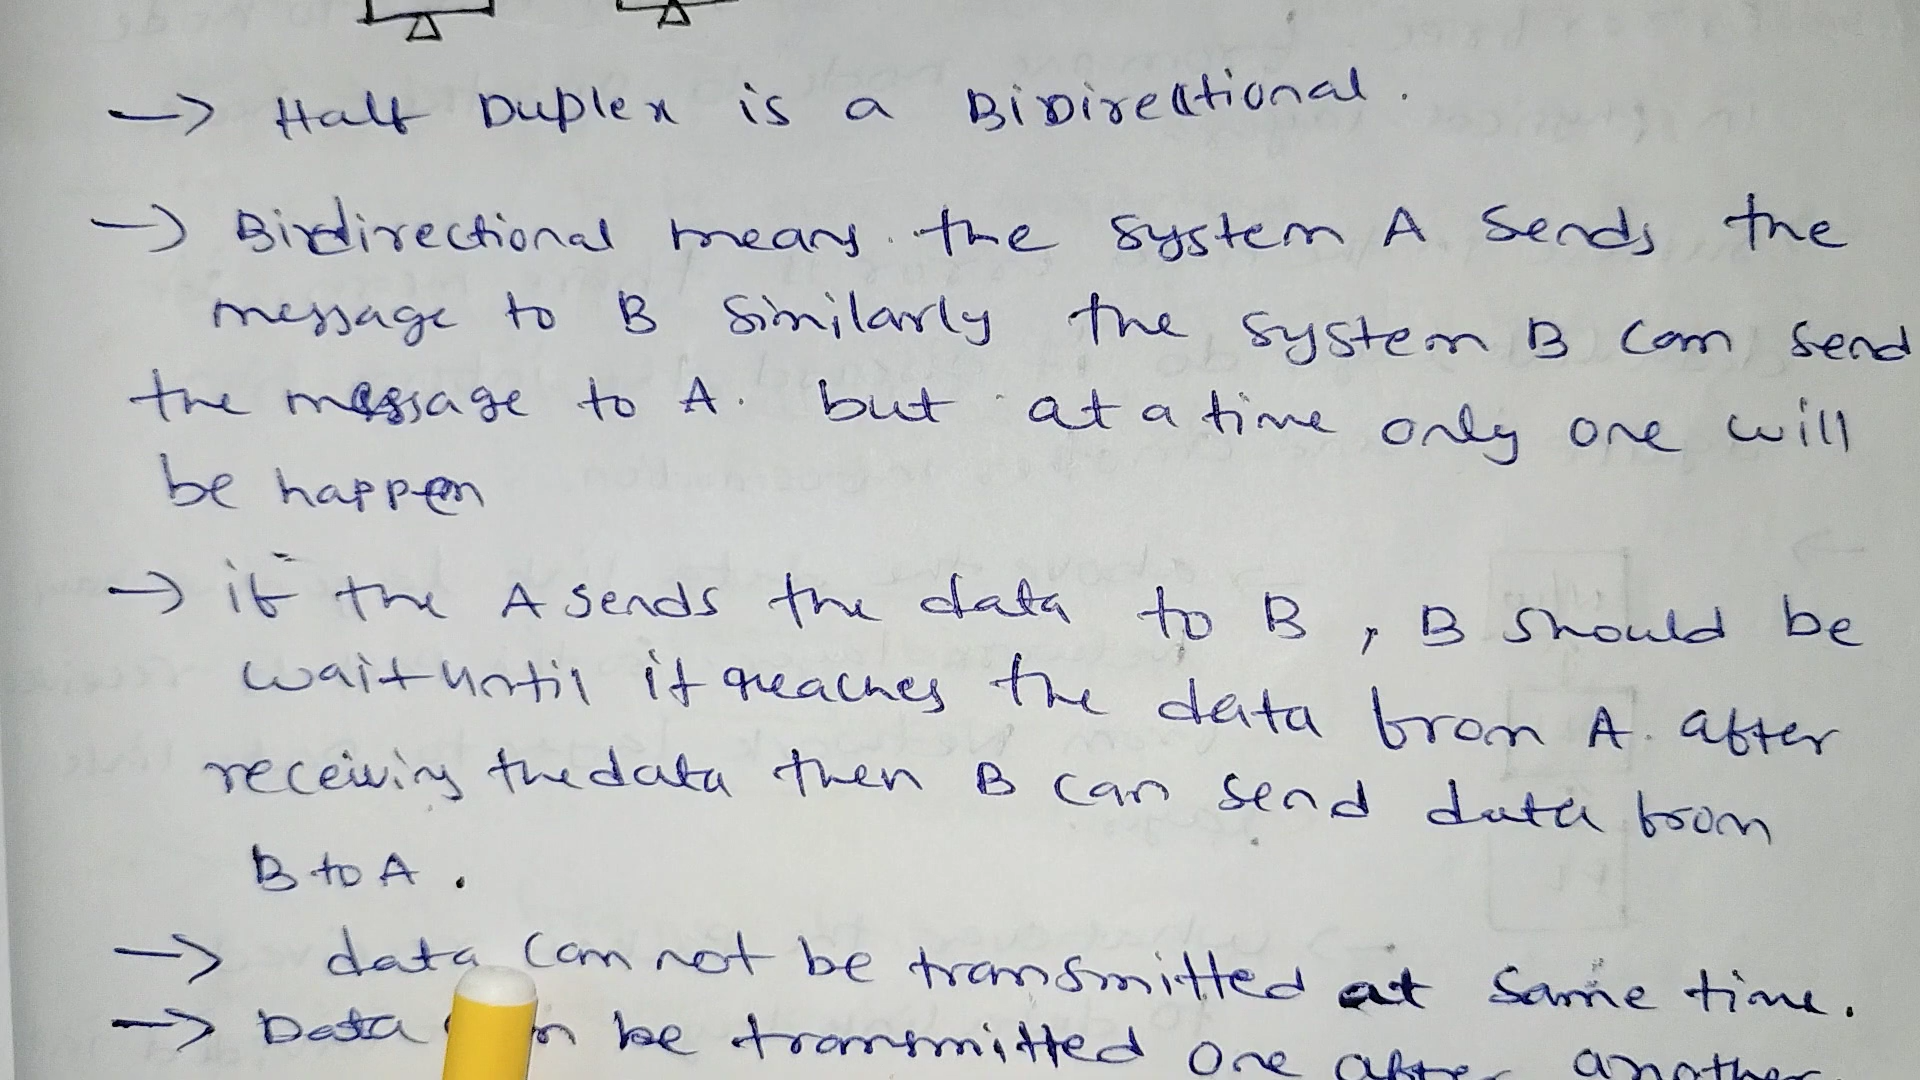 → Half Duplex is a BiDirectional.
→ Birdirectional means the system A sends the
message to B similarly the system B can send
the message to A. but at a time only one will
be happen
→ if the A sends the data to B, B should be
wait until it reaches the data from A. after
receiving the data then B can send data from
B to A.
→ data can not be transmitted at same time.
→ Data be transmitted one after another.